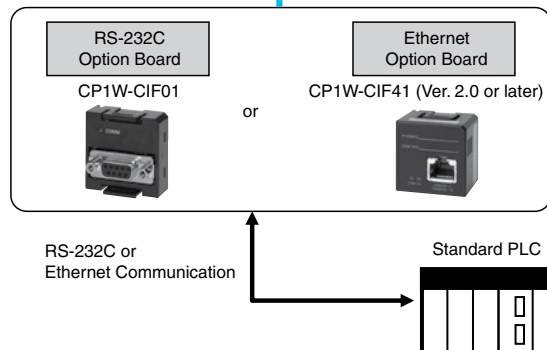 RS-232C
Option Board
CP1W-CIF01
or
Ethernet
Option Board
CP1W-CIF41 (Ver. 2.0 or later)
COMM
RS-232C or
Ethernet Communication
Standard PLC